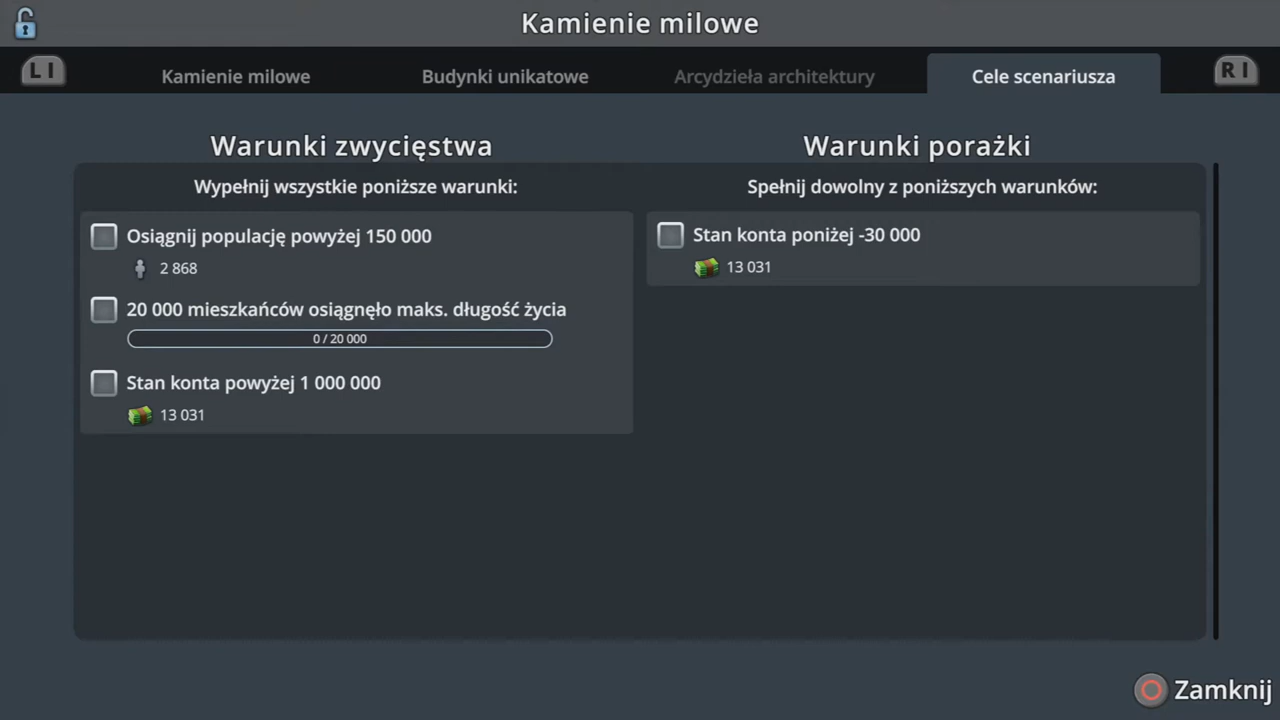 Kamienie milowe
L1
Kamienie milowe
Budynki unikatowe
Arcydzieła architektury
Cele scenariusza
R1
Warunki zwycięstwa
Wypełnij wszystkie poniższe warunki:
Osiągnij populację powyżej 150 000
2 868
20 000 mieszkańców osiągnęło maks. długość życia
0 / 20 000
Stan konta powyżej 1 000 000
13 031
Warunki porażki
Spełnij dowolny z poniższych warunków:
Stan konta poniżej -30 000
13 031
Zamknij